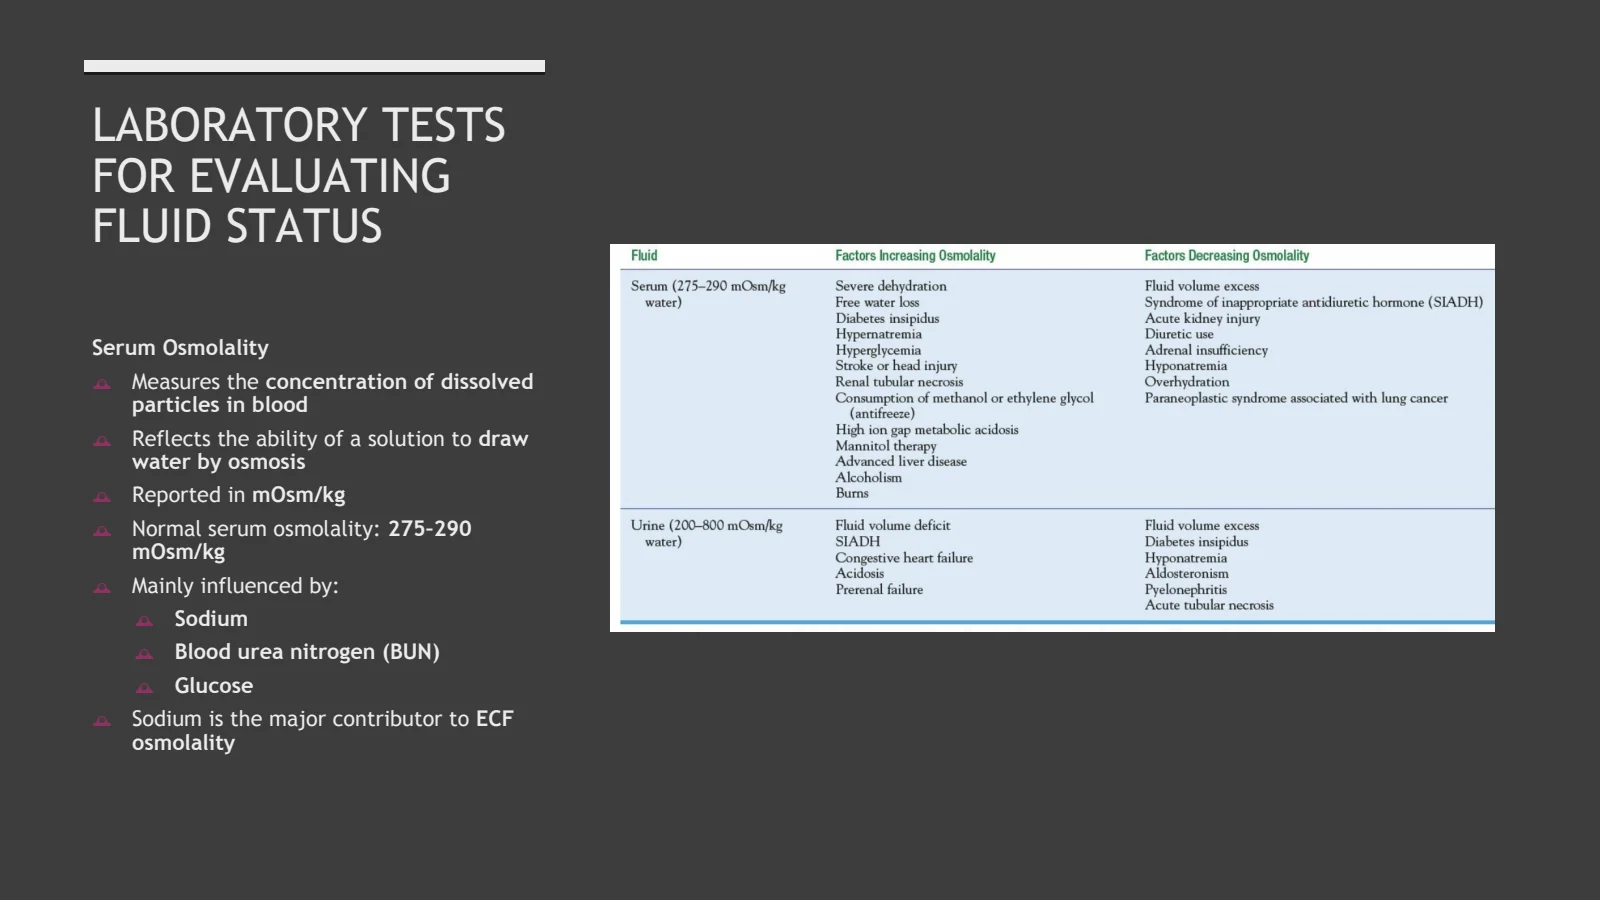 LABORATORY TESTS
FOR EVALUATING
FLUID STATUS
Serum Osmolality
Measures the concentration of dissolved
particles in blood
Reflects the ability of a solution to draw
water by osmosis
Reported in mOsm/kg
Normal serum osmolality: 275–290
mOsm/kg
Mainly influenced by:
Sodium
Blood urea nitrogen (BUN)
Glucose
Sodium is the major contributor to ECF
osmolality
Fluid Factors Increasing Osmolality Factors Decreasing Osmolality
Serum (275–290 mOsm/kg
water)
Severe dehydration
Free water loss
Diabetes insipidus
Hypernatremia
Hyperglycemia
Stroke or head injury
Renal tubular necrosis
Consumption of methanol or ethylene glycol
(antifreeze)
High ion gap metabolic acidosis
Mannitol therapy
Advanced liver disease
Alcoholism
Burns
Fluid volume excess
Syndrome of inappropriate antidiuretic hormone (SIADH)
Acute kidney injury
Diuretic use
Adrenal insufficiency
Hyponatremia
Overhydration
Paraneoplastic syndrome associated with lung cancer
Urine (200–800 mOsm/kg
water)
Fluid volume deficit
SIADH
Congestive heart failure
Acidosis
Prerenal failure
Fluid volume excess
Diabetes insipidus
Hyponatremia
Aldosteronism
Pyelonephritis
Acute tubular necrosis